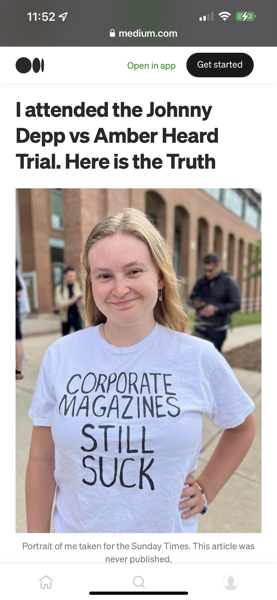 11:52
medium.com
Open in app
Get started
I attended the Johnny
Depp vs Amber Heard
Trial. Here is the Truth
CORPORATE
MAGAZINES
STILL
SUCK
Portrait of me taken for the Sunday Times. This article was
never published.